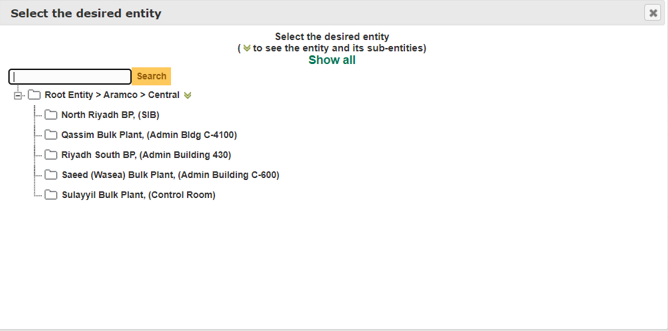 Select the desired entity
Select the desired entity
( to see the entity and its sub-entities)
Show all
Search
Root Entity > Aramco > Central
North Riyadh BP, (SIB)
Qassim Bulk Plant, (Admin Bldg C-4100)
Riyadh South BP, (Admin Building 430)
Saeed (Wasea) Bulk Plant, (Admin Building C-600)
Sulayyil Bulk Plant, (Control Room)